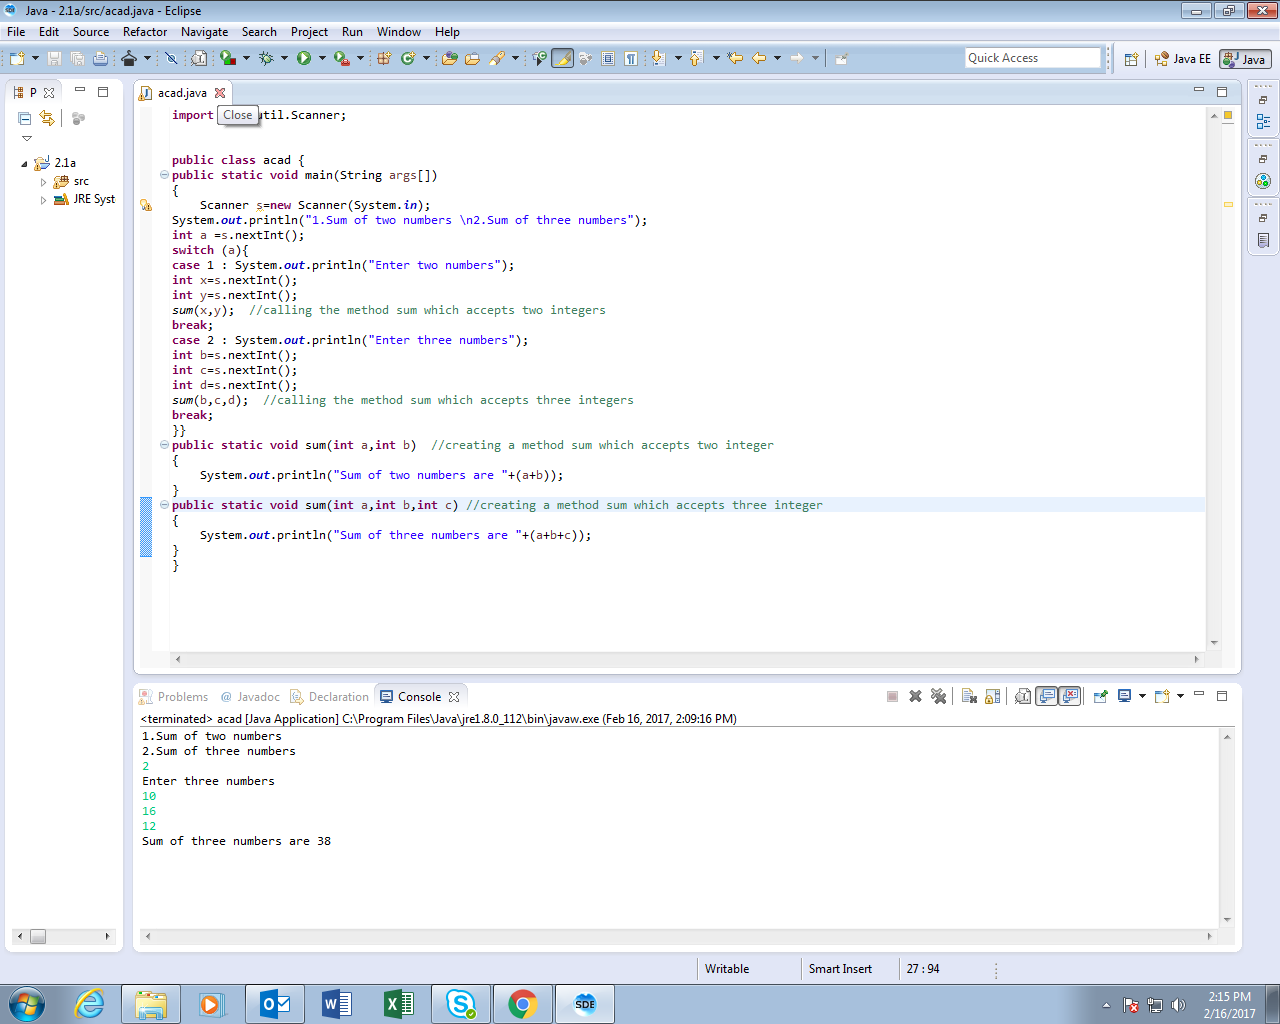 Java - 2.1a/src/acad.java - Eclipse
File Edit Source Refactor Navigate Search Project Run Window Help
Quick Access
Java EE
Java
P
2.1a
src
JRE Syst
acad.java
Close
import util.Scanner;
public class acad {
public static void main(String args[])
{
Scanner s=new Scanner(System.in);
System.out.println("1.Sum of two numbers \n2.Sum of three numbers");
int a =s.nextInt();
switch (a){
case 1 : System.out.println("Enter two numbers");
int x=s.nextInt();
int y=s.nextInt();
sum(x,y);  //calling the method sum which accepts two integers
break;
case 2 : System.out.println("Enter three numbers");
int b=s.nextInt();
int c=s.nextInt();
int d=s.nextInt();
sum(b,c,d);  //calling the method sum which accepts three integers
break;
}}
public static void sum(int a,int b)  //creating a method sum which accepts two integer
{
System.out.println("Sum of two numbers are "+(a+b));
}
public static void sum(int a,int b,int c) //creating a method sum which accepts three integer
{
System.out.println("Sum of three numbers are "+(a+b+c));
}
}
Problems @ Javadoc Declaration Console
<terminated> acad [Java Application] C:\Program Files\Java\jre1.8.0_112\bin\javaw.exe (Feb 16, 2017, 2:09:16 PM)
1.Sum of two numbers
2.Sum of three numbers
2
Enter three numbers
10
16
12
Sum of three numbers are 38
Writable
Smart Insert
27 : 94
SDE
2:15 PM
2/16/2017